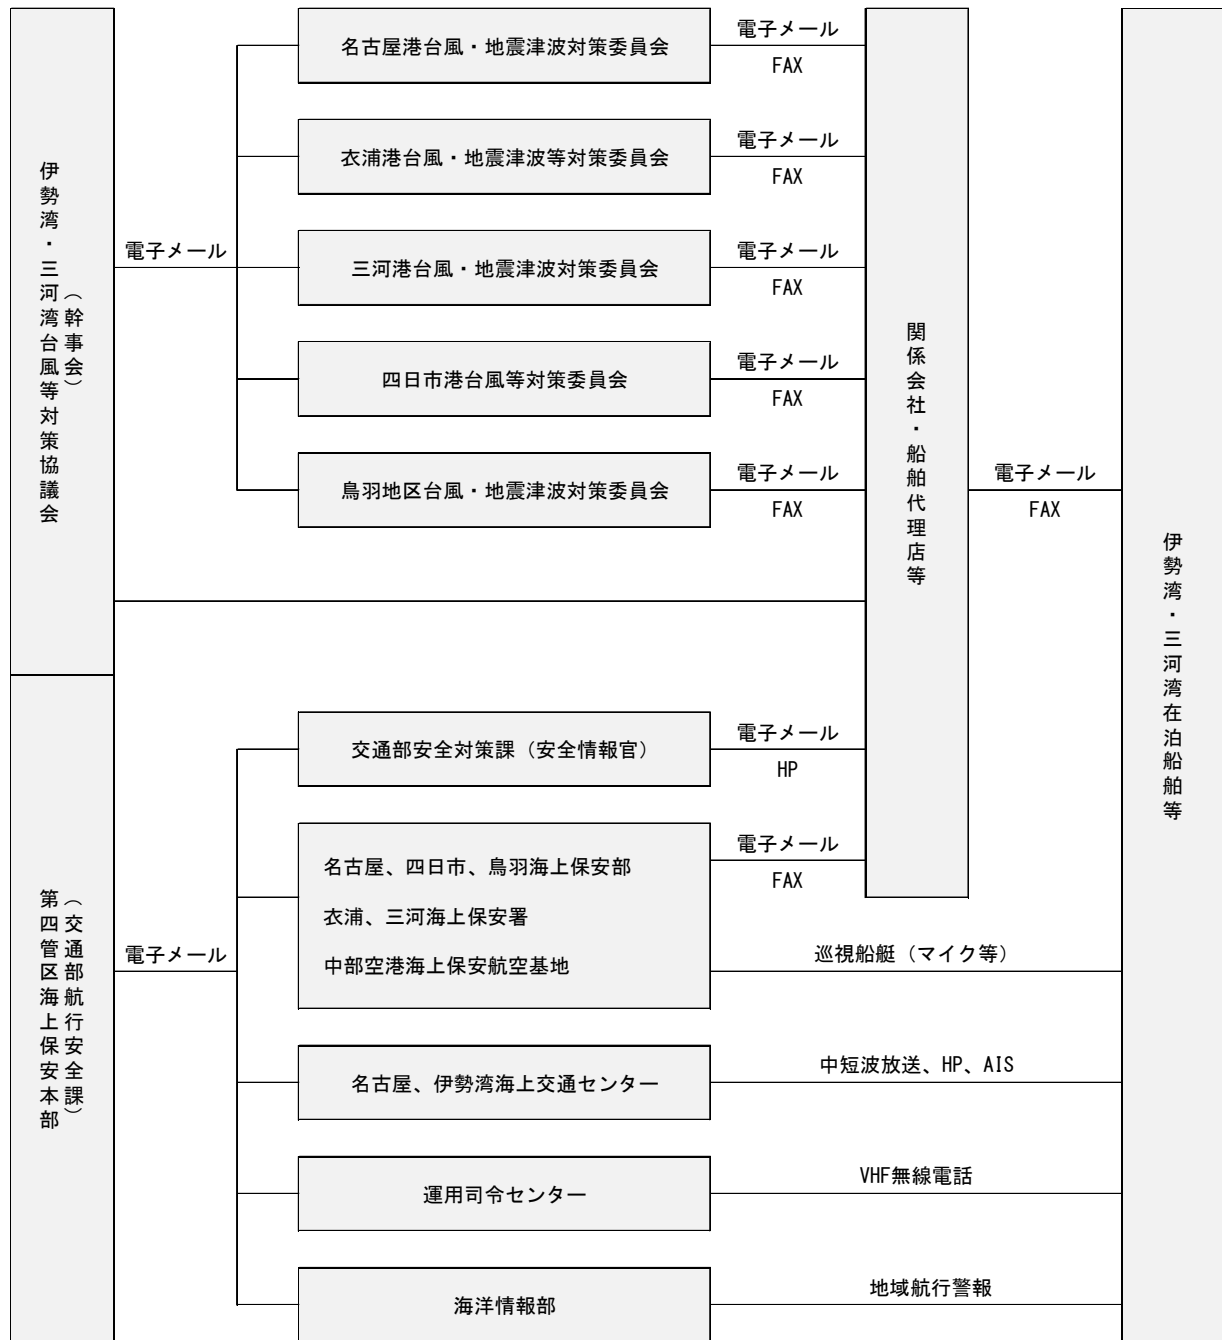 伊勢湾・三河湾台風等対策協議会
（幹事会）
電子メール
名古屋港台風・地震津波対策委員会
電子メール
FAX
衣浦港台風・地震津波等対策委員会
電子メール
FAX
三河港台風・地震津波対策委員会
電子メール
FAX
四日市港台風等対策委員会
電子メール
FAX
鳥羽地区台風・地震津波対策委員会
電子メール
FAX
関係会社・船舶代理店等
電子メール
FAX
伊勢湾・三河湾在泊船舶等
第四管区海上保安本部
（交通部航行安全課）
電子メール
交通部安全対策課（安全情報官）
電子メール
HP
名古屋、四日市、鳥羽海上保安部
衣浦、三河海上保安署
中部空港海上保安航空基地
電子メール
FAX
巡視船艇（マイク等）
名古屋、伊勢湾海上交通センター
中短波放送、HP、AIS
運用司令センター
VHF無線電話
海洋情報部
地域航行警報